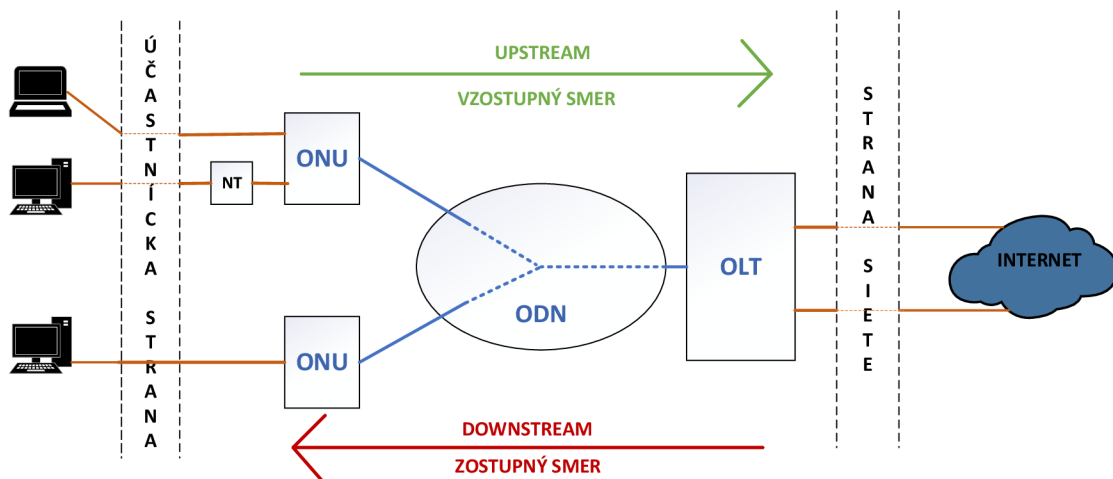 ÚČASTNÍCKA STRANA
UPSTREAM
VZOSTUPNÝ SMER
STRANA SIETE
ONU
NT
OLT
INTERNET
ODN
ONU
DOWNSTREAM
ZOSTUPNÝ SMER